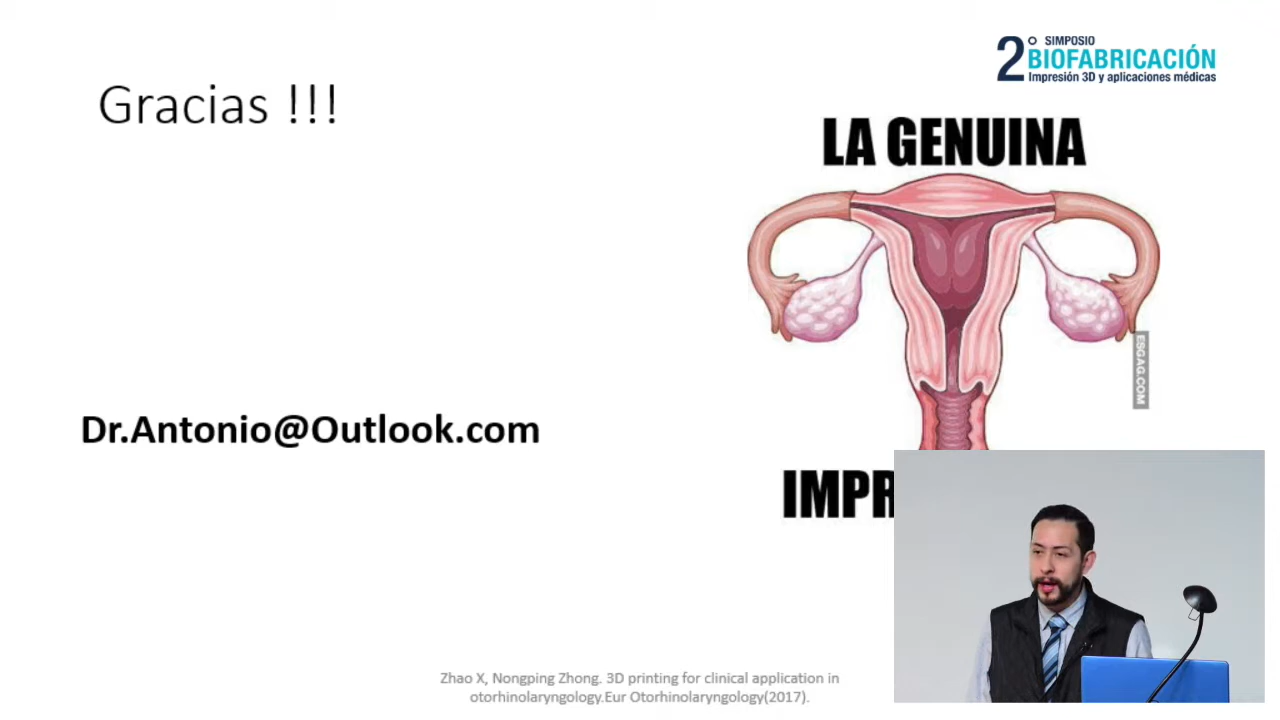 2° SIMPOSIO
BIOFABRICACIÓN
Impresión 3D y aplicaciones médicas
Gracias !!!
LA GENUINA
ESGAG.COM
Dr.Antonio@Outlook.com
Zhao X, Nongping Zhong. 3D printing for clinical application in
otorhinolaryngology.Eur Otorhinolaryngology(2017).